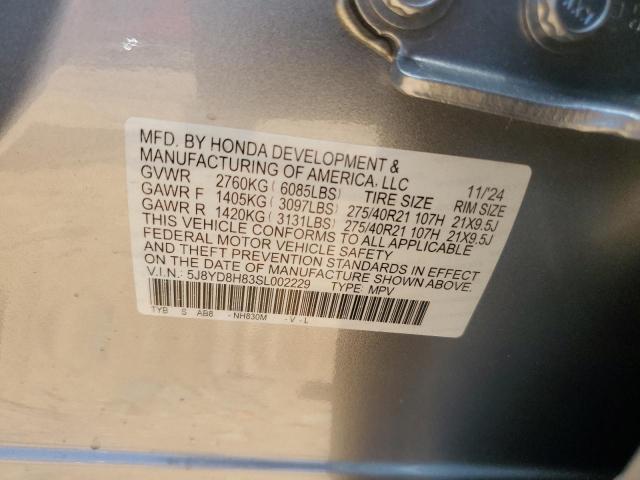 MFD. BY HONDA DEVELOPMENT &
MANUFACTURING OF AMERICA, LLC 11/'24
GVWR 2760KG (6085LBS) TIRE SIZE RIM SIZE
GAWR F 1405KG (3097LBS) 275/40R21 107H 21X9.5J
GAWR R 1420KG (3131LBS) 275/40R21 107H 21X9.5J
THIS VEHICLE CONFORMS TO ALL APPLICABLE
FEDERAL MOTOR VEHICLE SAFETY
AND THEFT PREVENTION STANDARDS IN EFFECT
ON THE DATE OF MANUFACTURE SHOWN ABOVE.
V.I.N.: 5J8YD8H83SL002229 TYPE MPV
TYB S AB8 - NH830M - V - L